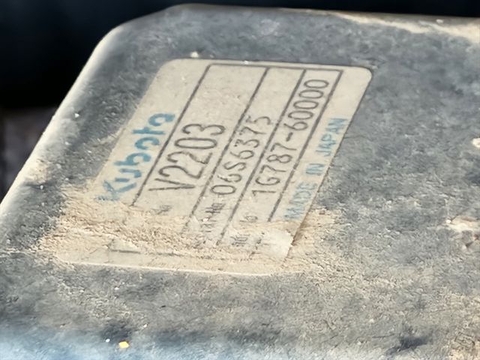 Kubota
V2203
06S6375
1G787-60000
MADE IN JAPAN